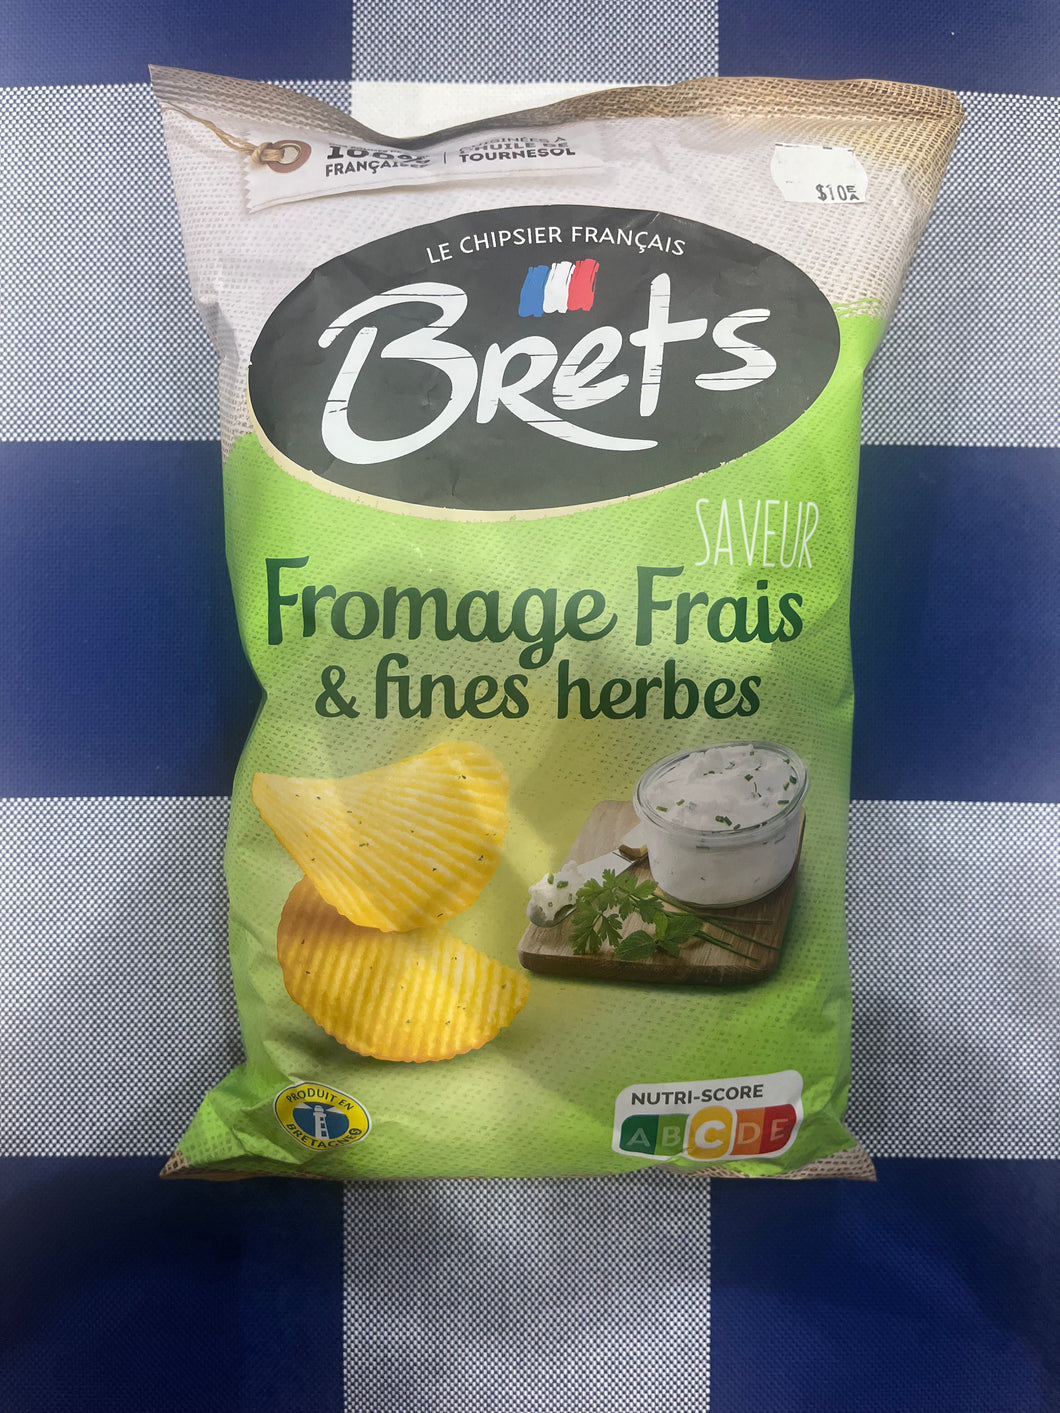 100%
FRANÇAISES
L'HUILE DE
TOURNESOL
$10 EA
LE CHIPSIER FRANÇAIS
Brets
SAVEUR
Fromage Frais
& fines herbes
PRODUIT EN
BRETAGNE
NUTRI-SCORE
A B C D E